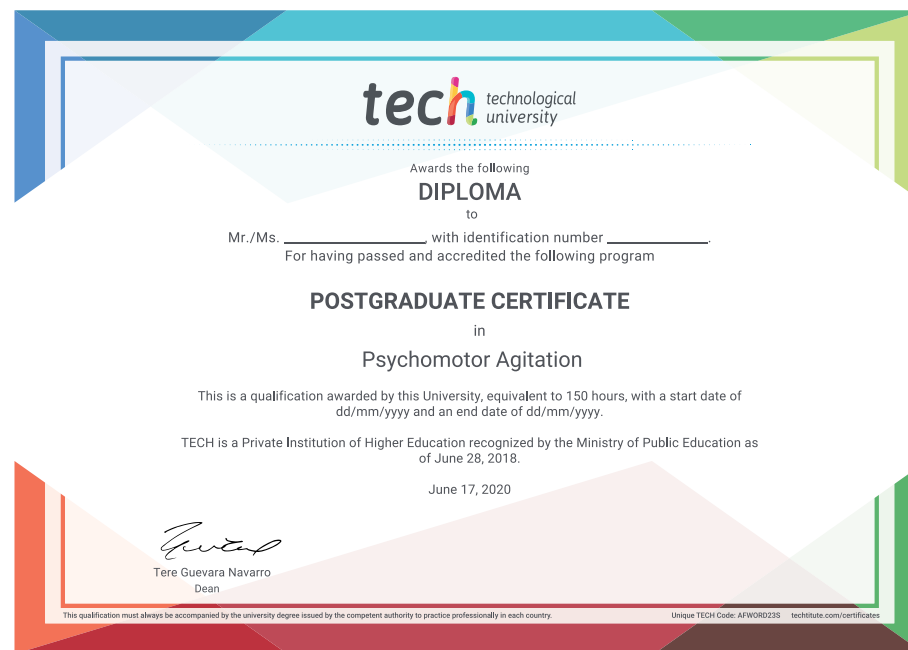 tech technological
university
Awards the following
DIPLOMA
to
Mr./Ms. ____________________, with identification number ______________.
For having passed and accredited the following program
POSTGRADUATE CERTIFICATE
in
Psychomotor Agitation
This is a qualification awarded by this University, equivalent to 150 hours, with a start date of
dd/mm/yyyy and an end date of dd/mm/yyyy.
TECH is a Private Institution of Higher Education recognized by the Ministry of Public Education as
of June 28, 2018.
June 17, 2020
Tere Guevara Navarro
Dean
This qualification must always be accompanied by the university degree issued by the competent authority to practice professionally in each country. Unique TECH Code: AFWORD23S techtitute.com/certificates